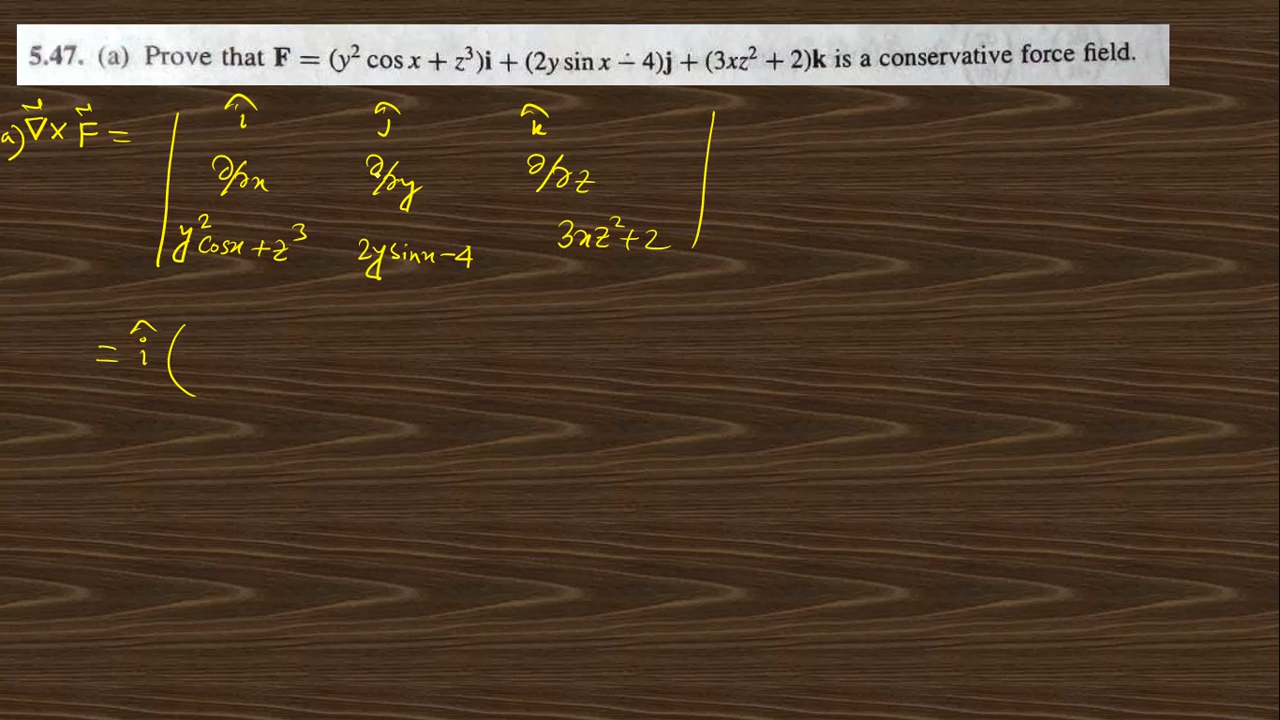 5.47. (a) Prove that F = (y² cos x + z³)i + (2y sin x ∸ 4)j + (3xz² + 2)k is a conservative force field.
a) ∇⃗ × F⃗ = | î ĵ k̂ |
∂/∂x ∂/∂y ∂/∂z
y² cosx + z³ 2y sinx − 4 3xz² + 2
= î (